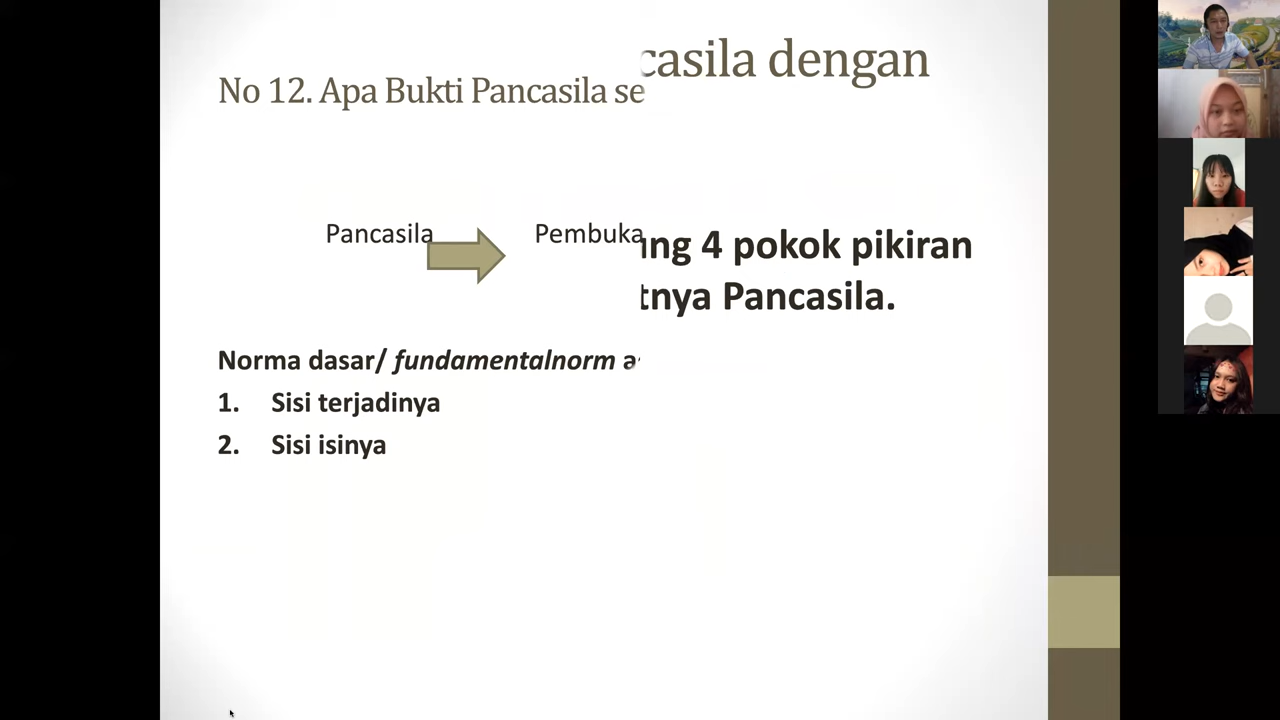 casila dengan
No 12. Apa Bukti Pancasila se
Pancasila
Pembuka
ung 4 pokok pikiran
tnya Pancasila.
Norma dasar/ fundamentalnorm a
1. Sisi terjadinya
2. Sisi isinya